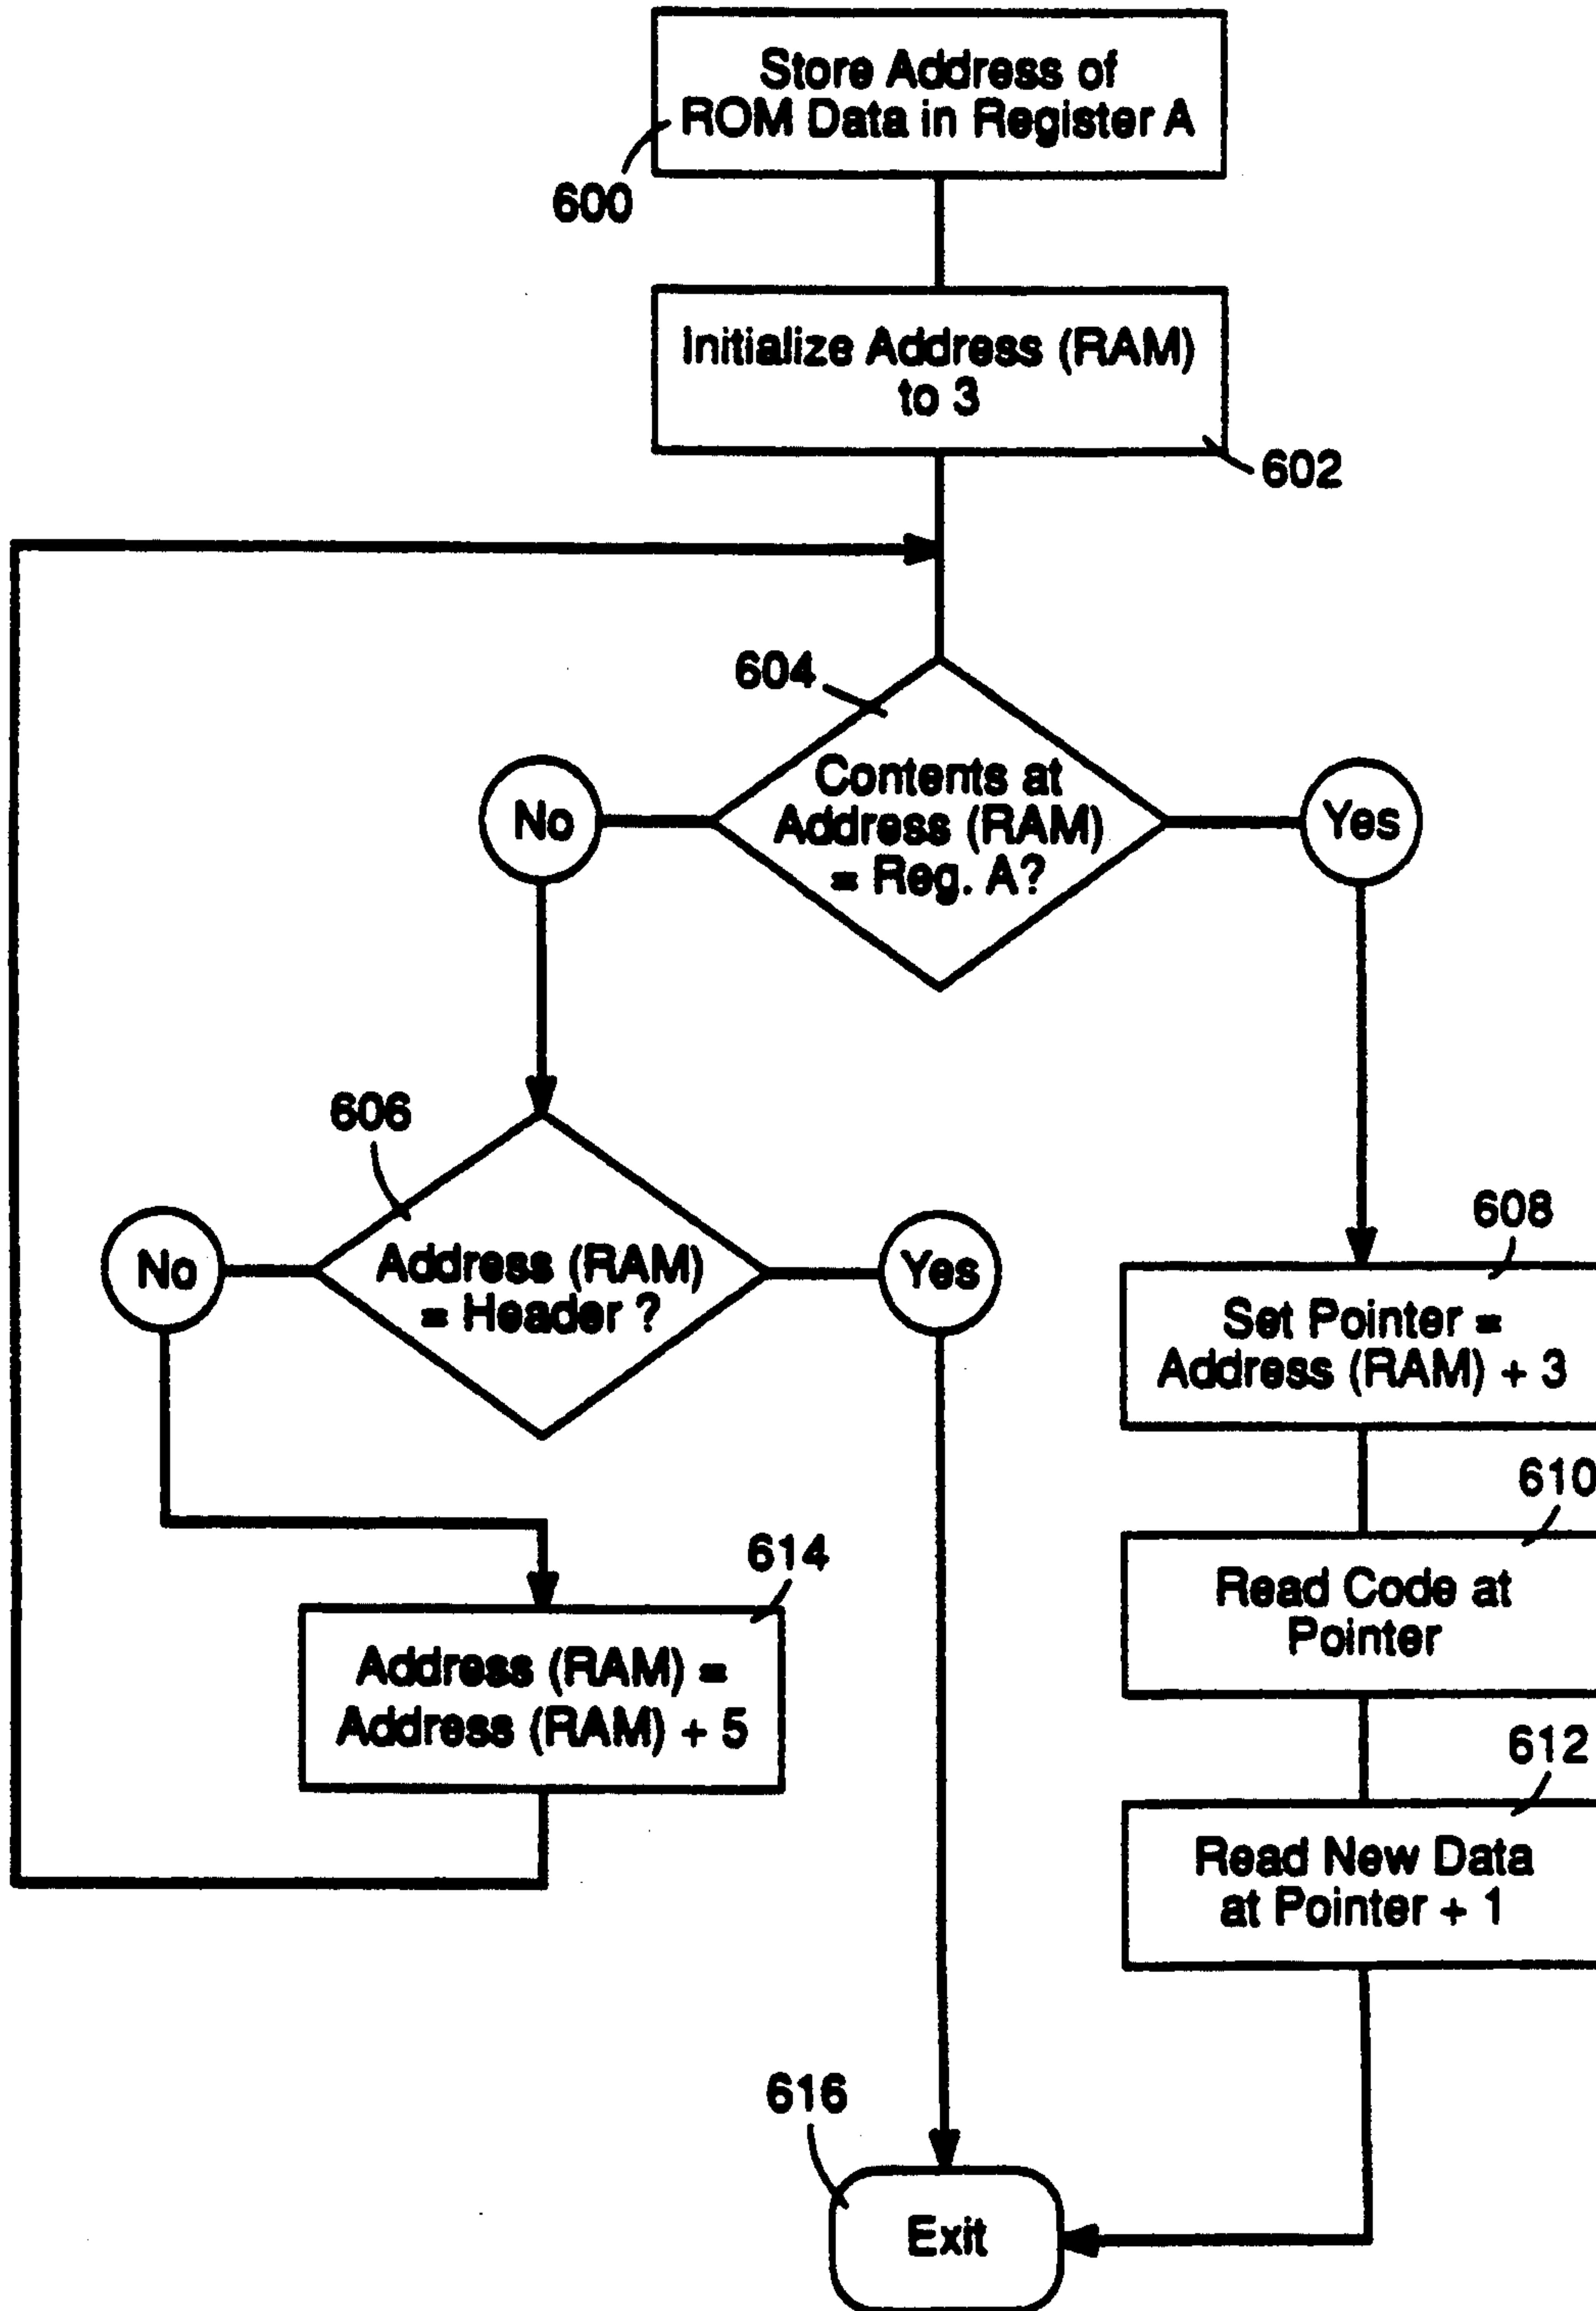 Store Address of
ROM Data in Register A
600
Initialize Address (RAM)
to 3
602
604
Contents at
Address (RAM)
= Reg. A?
No
Yes
606
Address (RAM)
= Header ?
No
Yes
608
Set Pointer =
Address (RAM) + 3
610
Read Code at
Pointer
614
Address (RAM) =
Address (RAM) + 5
612
Read New Data
at Pointer + 1
616
Exit